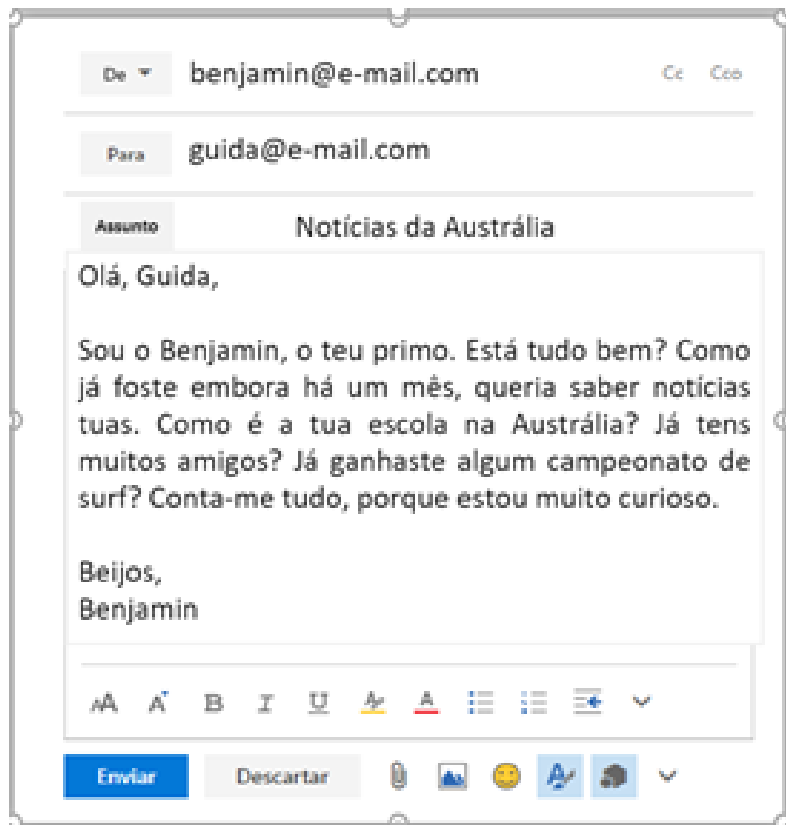 De benjamin@e-mail.com Cc Cco
Para guida@e-mail.com
Assunto Notícias da Austrália
Olá, Guida,
Sou o Benjamin, o teu primo. Está tudo bem? Como
já foste embora há um mês, queria saber notícias
tuas. Como é a tua escola na Austrália? Já tens
muitos amigos? Já ganhaste algum campeonato de
surf? Conta-me tudo, porque estou muito curioso.
Beijos,
Benjamin
AA A B I U A A
Enviar Descartar